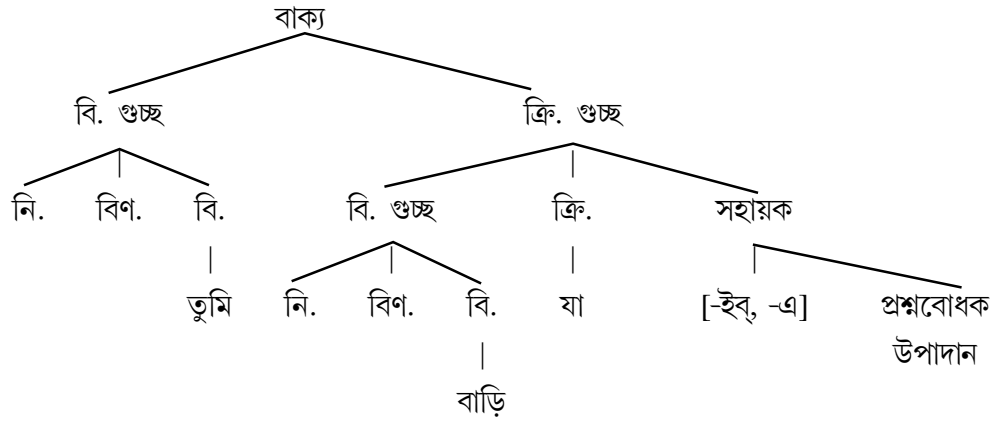 বাক্য
বি. গুচ্ছ ক্রি. গুচ্ছ
নি. বিণ. বি. বি. গুচ্ছ ক্রি. সহায়ক
তুমি নি. বিণ. বি. যা [-ইব্, -এ] প্রশ্নবোধক
উপাদান
বাড়ি